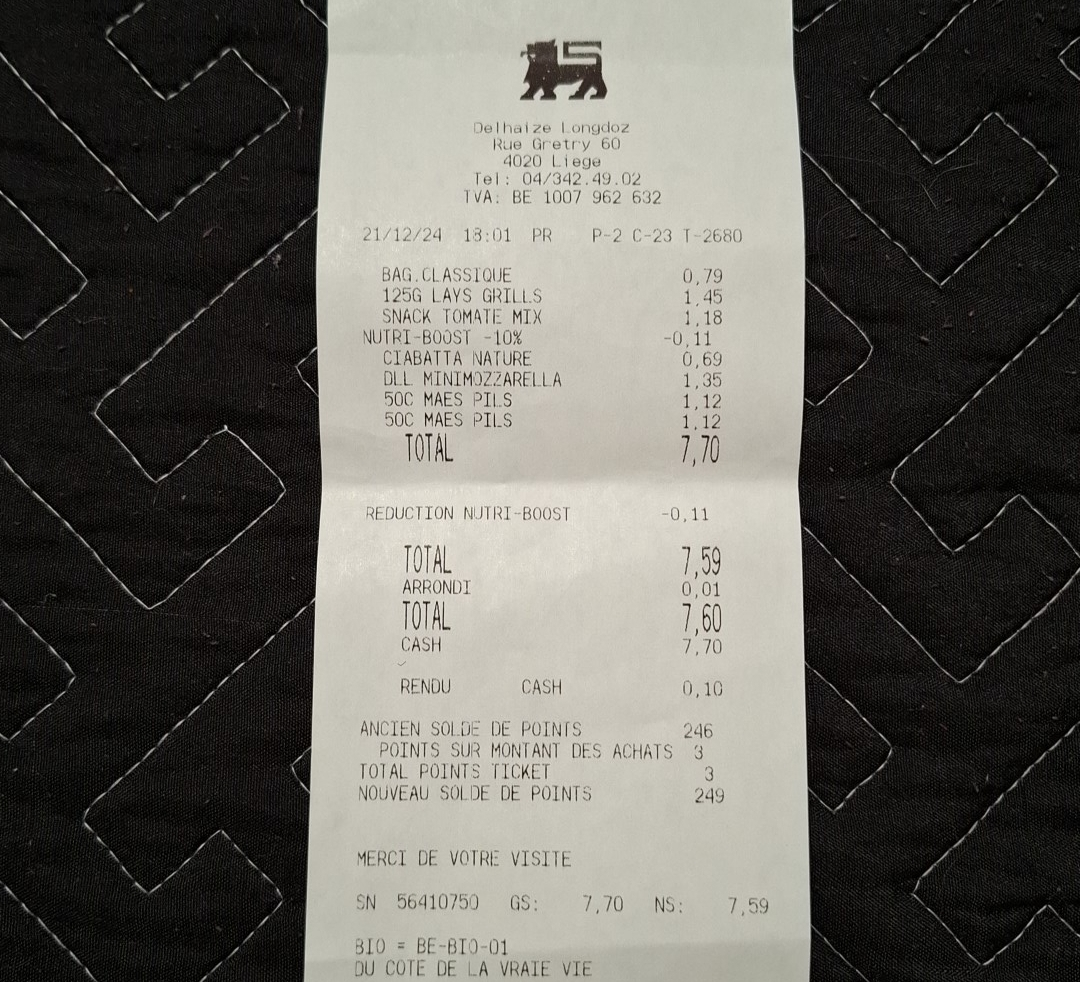 Delhaize Longdoz
Rue Gretry 60
4020 Liege
Tel: 04/342.49.02
TVA: BE 1007 962 632
21/12/24 18:01 PR P-2 C-23 T-2680
BAG.CLASSIQUE 0,79
125G LAYS GRILLS 1,45
SNACK TOMATE MIX 1,18
NUTRI-BOOST -10% -0,11
CIABATTA NATURE 0,69
DLL MINIMOZZARELLA 1,35
50C MAES PILS 1,12
50C MAES PILS 1,12
TOTAL 7,70
REDUCTION NUTRI-BOOST -0,11
TOTAL 7,59
ARRONDI 0,01
TOTAL 7,60
CASH 7,70
RENDU CASH 0,10
ANCIEN SOLDE DE POINTS 246
POINTS SUR MONTANT DES ACHATS 3
TOTAL POINTS TICKET 3
NOUVEAU SOLDE DE POINTS 249
MERCI DE VOTRE VISITE
SN 56410750 GS: 7,70 NS: 7,59
BIO = BE-BIO-01
DU COTE DE LA VRAIE VIE